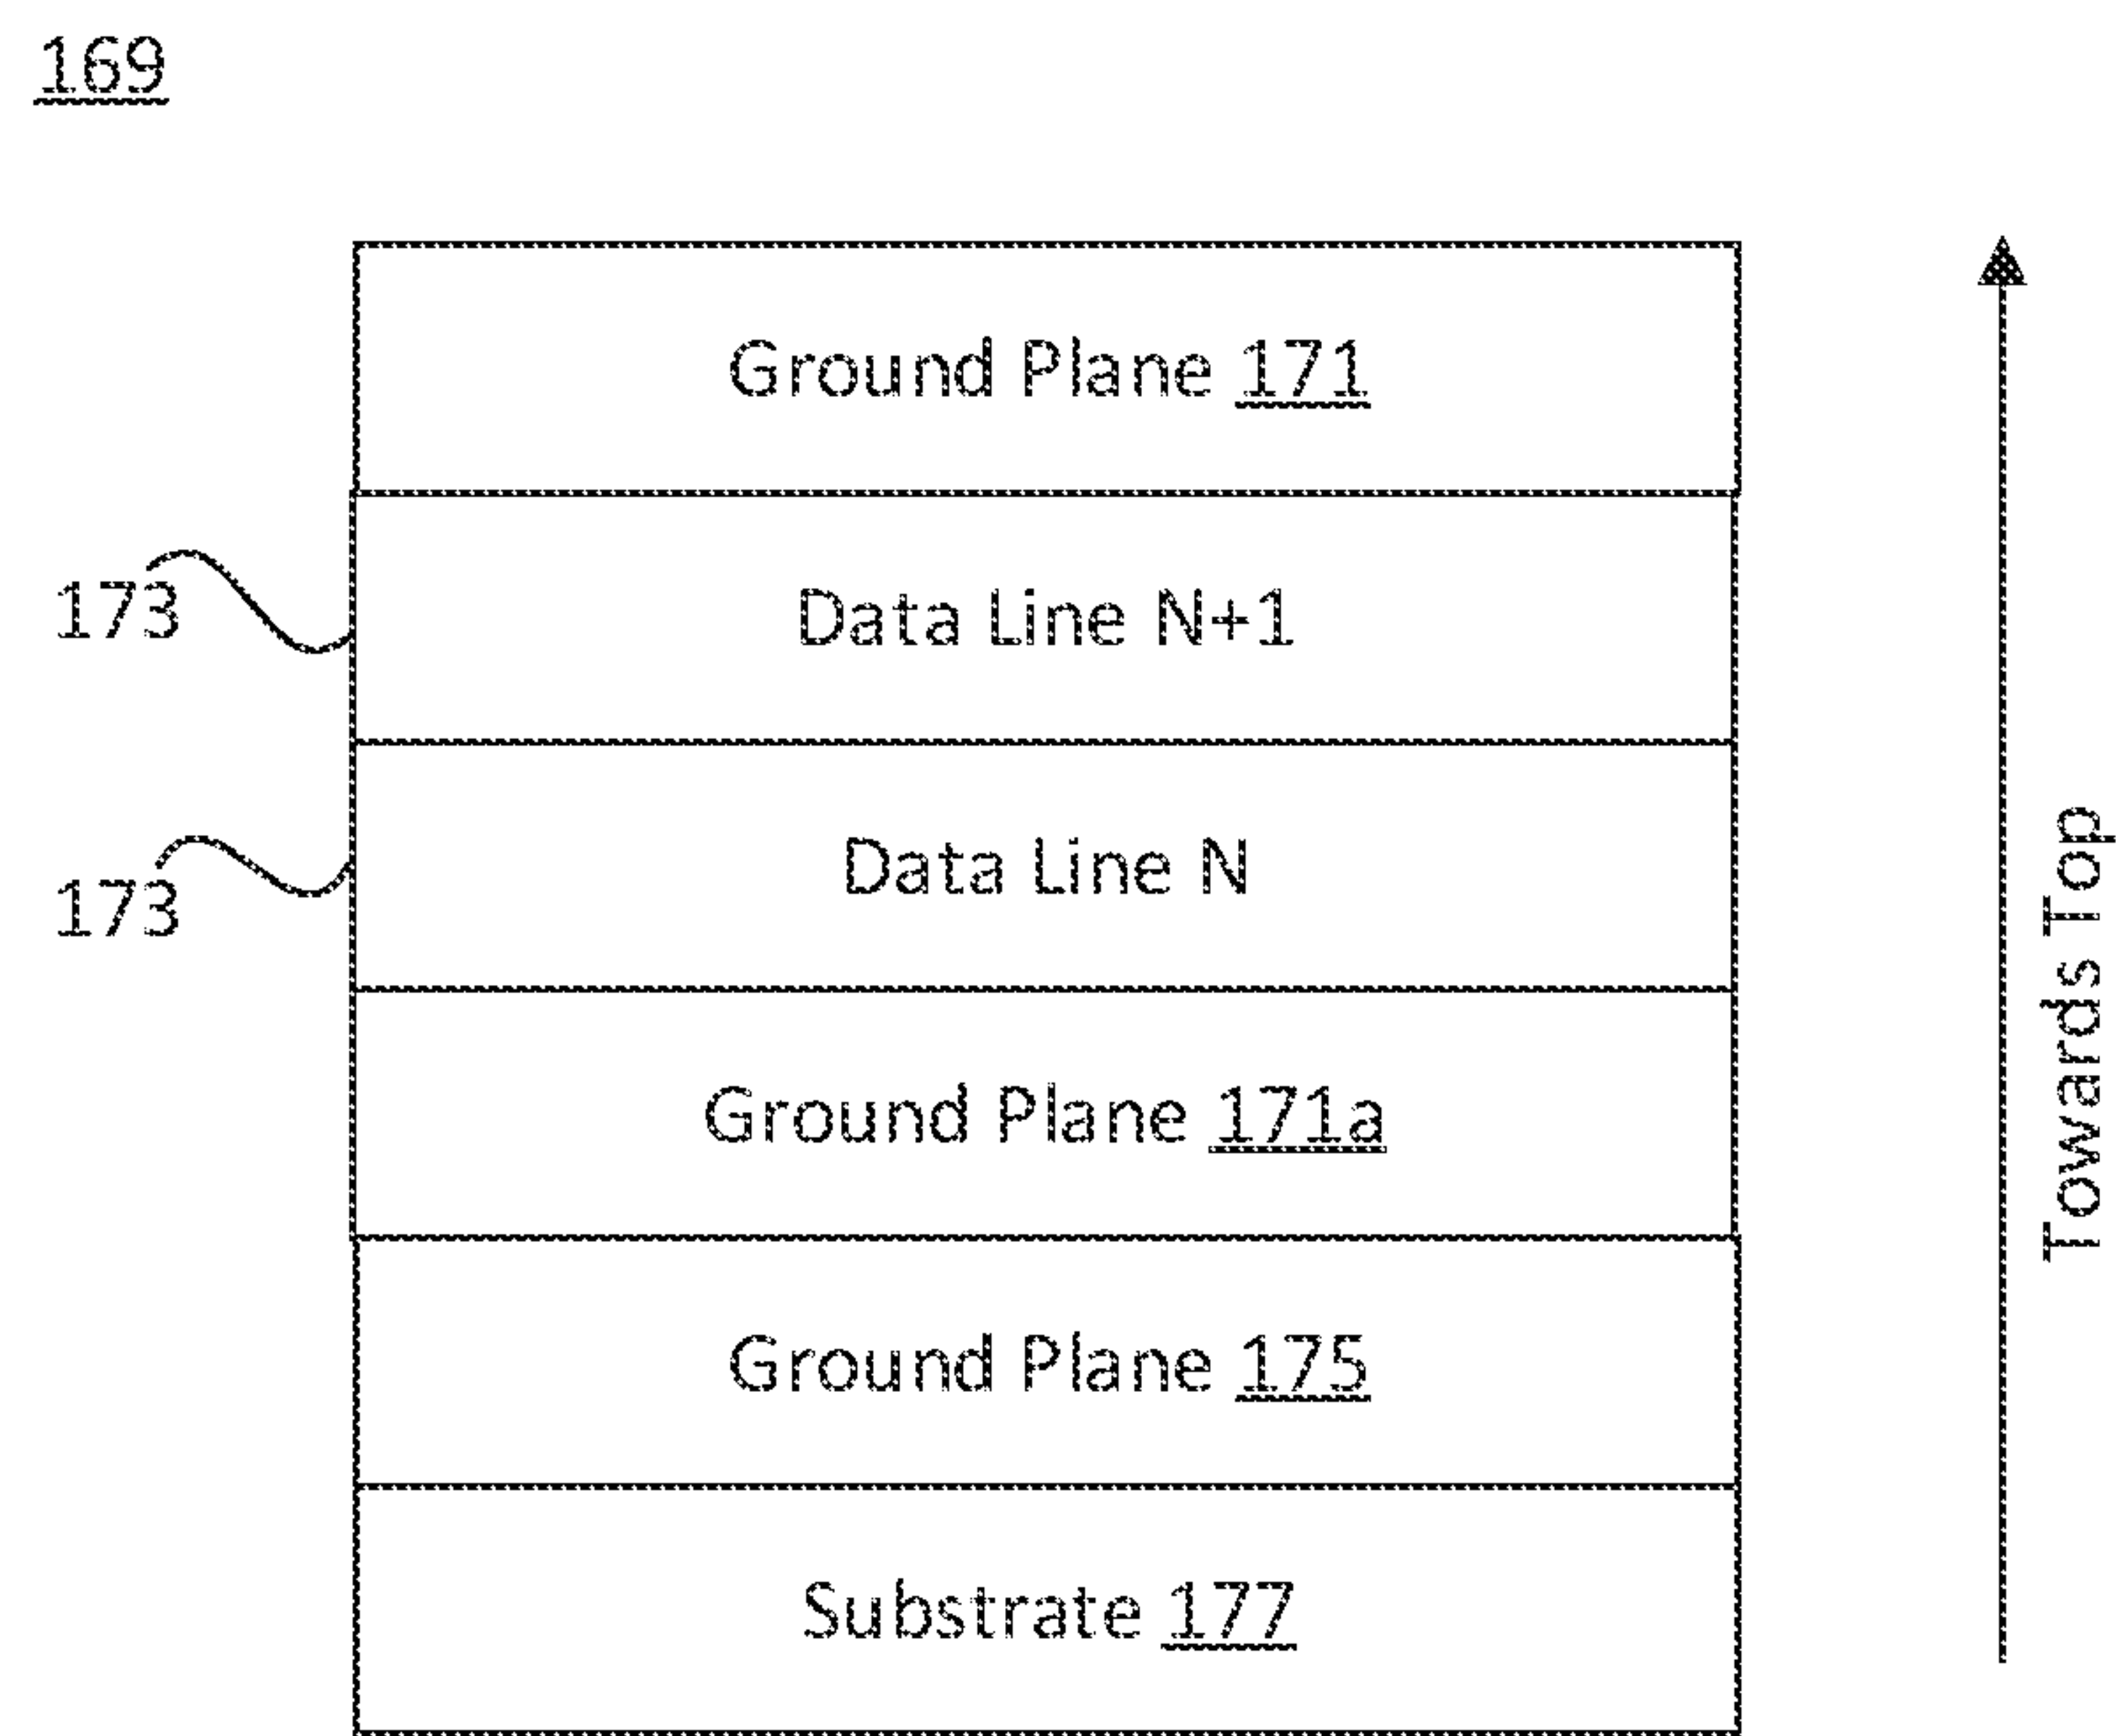 169
Ground Plane 171
173
Data Line N+1
173
Data Line N
Ground Plane 171a
Ground Plane 175
Substrate 177
Towards Top